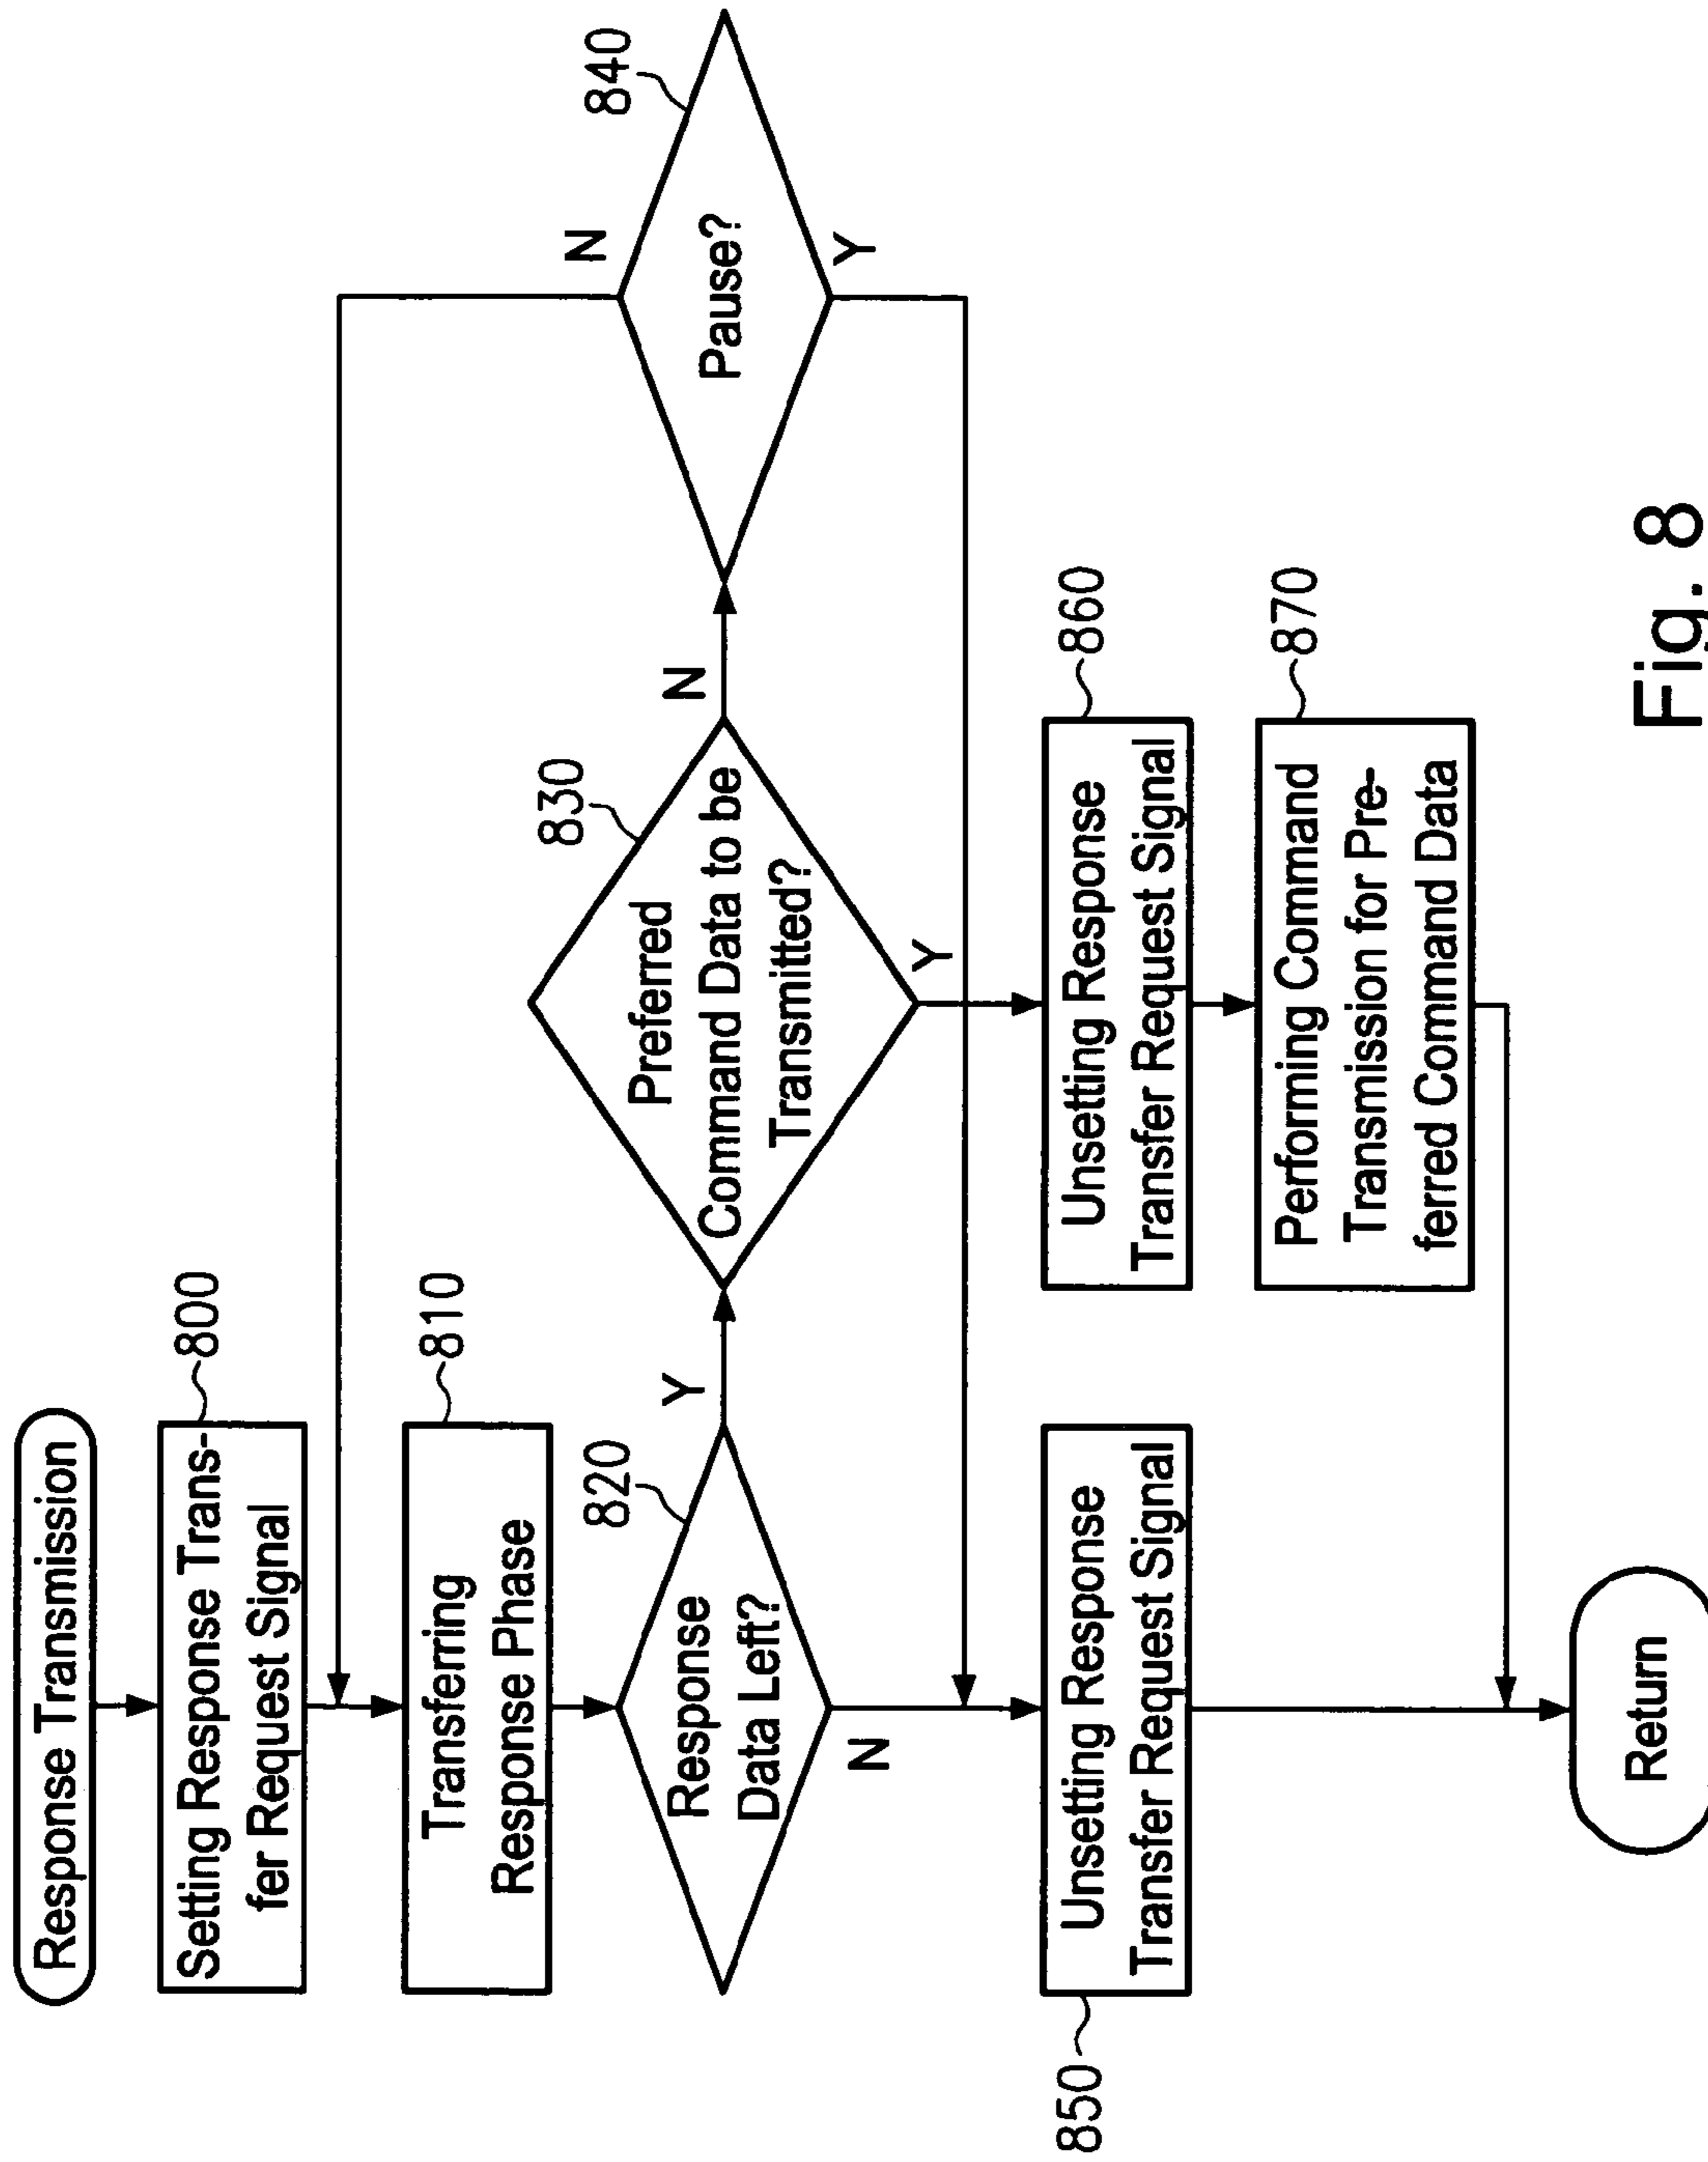 Response Transmission
800
Setting Response Trans-
fer Request Signal
810
Transferring
Response Phase
820
Response
Data Left?
Y
N
830
Preferred
Command Data to be
Transmitted?
N
Y
840
Pause?
N
Y
850
Unsetting Response
Transfer Request Signal
860
Unsetting Response
Transfer Request Signal
870
Performing Command
Transmission for Pre-
ferred Command Data
Return
Fig. 8